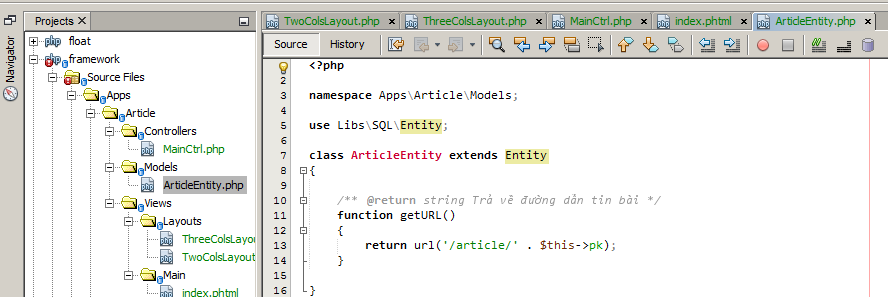 Projects
TwoColsLayout.php
ThreeColsLayout.php
MainCtrl.php
index.phtml
ArticleEntity.php
Navigator
float
framework
Source Files
Apps
Article
Controllers
MainCtrl.php
Models
ArticleEntity.php
Views
Layouts
ThreeColsLayou
TwoColsLayout
Main
index.phtml
Source History
<?php
2
3 namespace Apps\Article\Models;
4
5 use Libs\SQL\Entity;
6
7 class ArticleEntity extends Entity
8 {
9
10 /** @return string Trả về đường dẫn tin bài */
11 function getURL()
12 {
13 return url('/article/' . $this->pk);
14 }
15
16 }